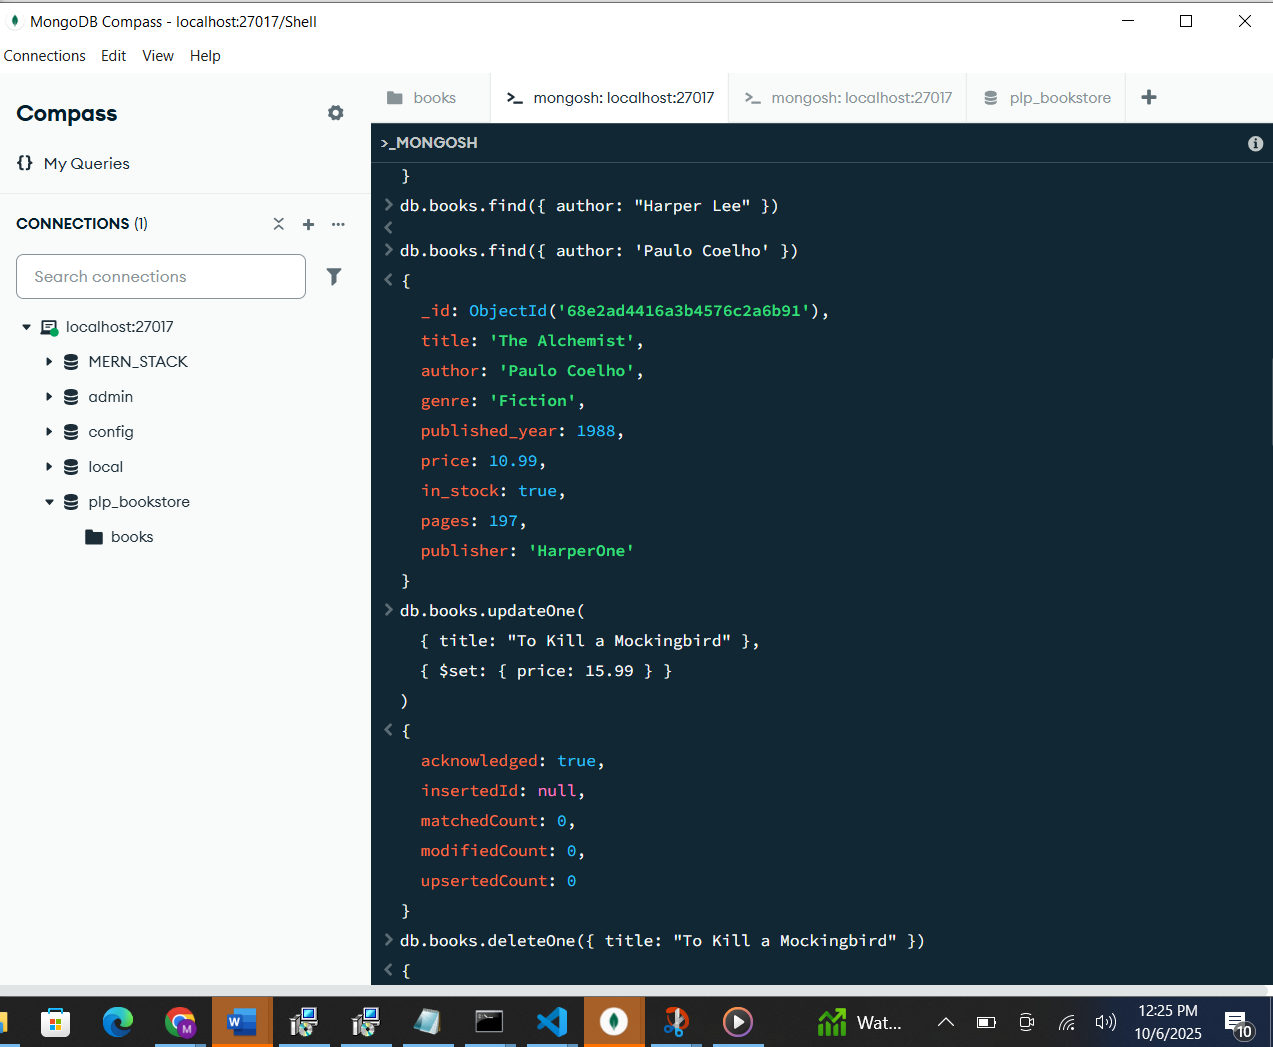 MongoDB Compass - localhost:27017/Shell
Connections Edit View Help
Compass
{} My Queries
CONNECTIONS (1)
Search connections
localhost:27017
MERN_STACK
admin
config
local
plp_bookstore
books
books
>_ mongosh: localhost:27017
>_ mongosh: localhost:27017
plp_bookstore
>_MONGOSH
}
> db.books.find({ author: "Harper Lee" })
<
> db.books.find({ author: 'Paulo Coelho' })
< {
_id: ObjectId('68e2ad4416a3b4576c2a6b91'),
title: 'The Alchemist',
author: 'Paulo Coelho',
genre: 'Fiction',
published_year: 1988,
price: 10.99,
in_stock: true,
pages: 197,
publisher: 'HarperOne'
}
> db.books.updateOne(
{ title: "To Kill a Mockingbird" },
{ $set: { price: 15.99 } }
)
< {
acknowledged: true,
insertedId: null,
matchedCount: 0,
modifiedCount: 0,
upsertedCount: 0
}
> db.books.deleteOne({ title: "To Kill a Mockingbird" })
< {
M
W
Wat...
12:25 PM
10/6/2025
10